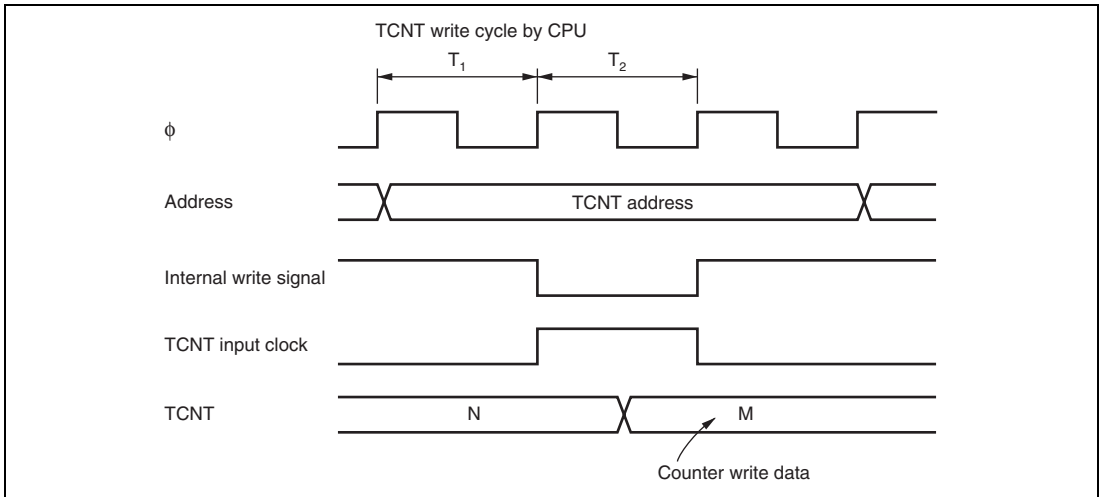 TCNT write cycle by CPU
T1 T2
ϕ
Address TCNT address
Internal write signal
TCNT input clock
TCNT N M
Counter write data